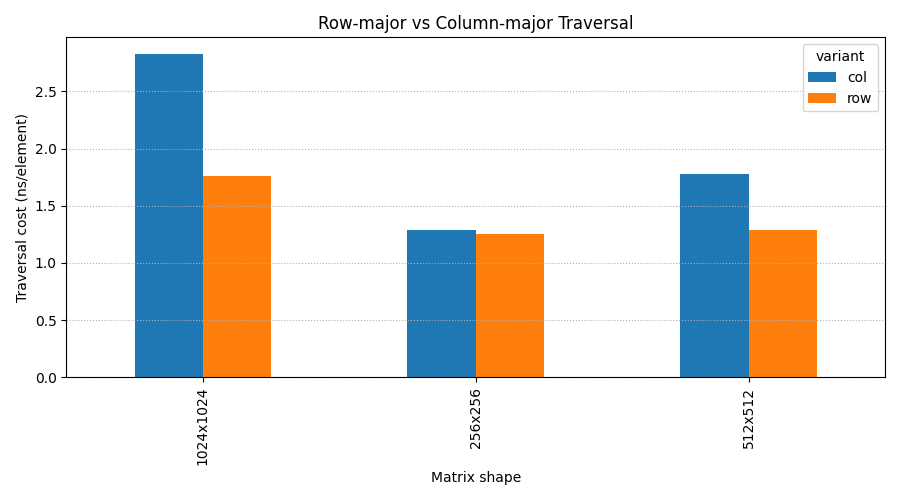 Row-major vs Column-major Traversal
variant
col
row
Traversal cost (ns/element)
2.5
2.0
1.5
1.0
0.5
0.0
1024x1024
256x256
512x512
Matrix shape